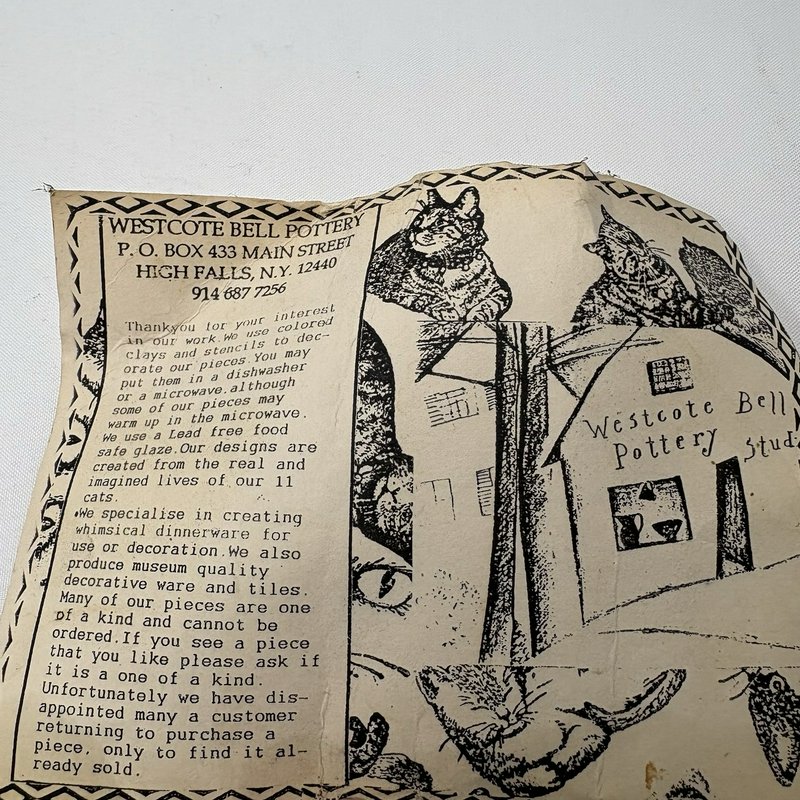 WESTCOTE BELL POTTERY
P. O. BOX 433 MAIN STREET
HIGH FALLS, N.Y. 12440
914 687 7256
Thankyou for your interest
in our work.We use colored
clays and stencils to dec-
orate our pieces.You may
put them in a dishwasher
or a microwave.although
some of our pieces may
warm up in the microwave.
We use a Lead free food
safe glaze.Our designs are
created from the real and
imagined lives of our 11
cats.
We specialise in creating
whimsical dinnerware for
use or decoration.We also
produce museum quality
decorative ware and tiles.
Many of our pieces are one
of a kind and cannot be
ordered.If you see a piece
that you like please ask if
it is a one of a kind.
Unfortunately we have dis-
appointed many a customer
returning to purchase a
piece, only to find it al-
ready sold.
Westcote Bell
Pottery Stud